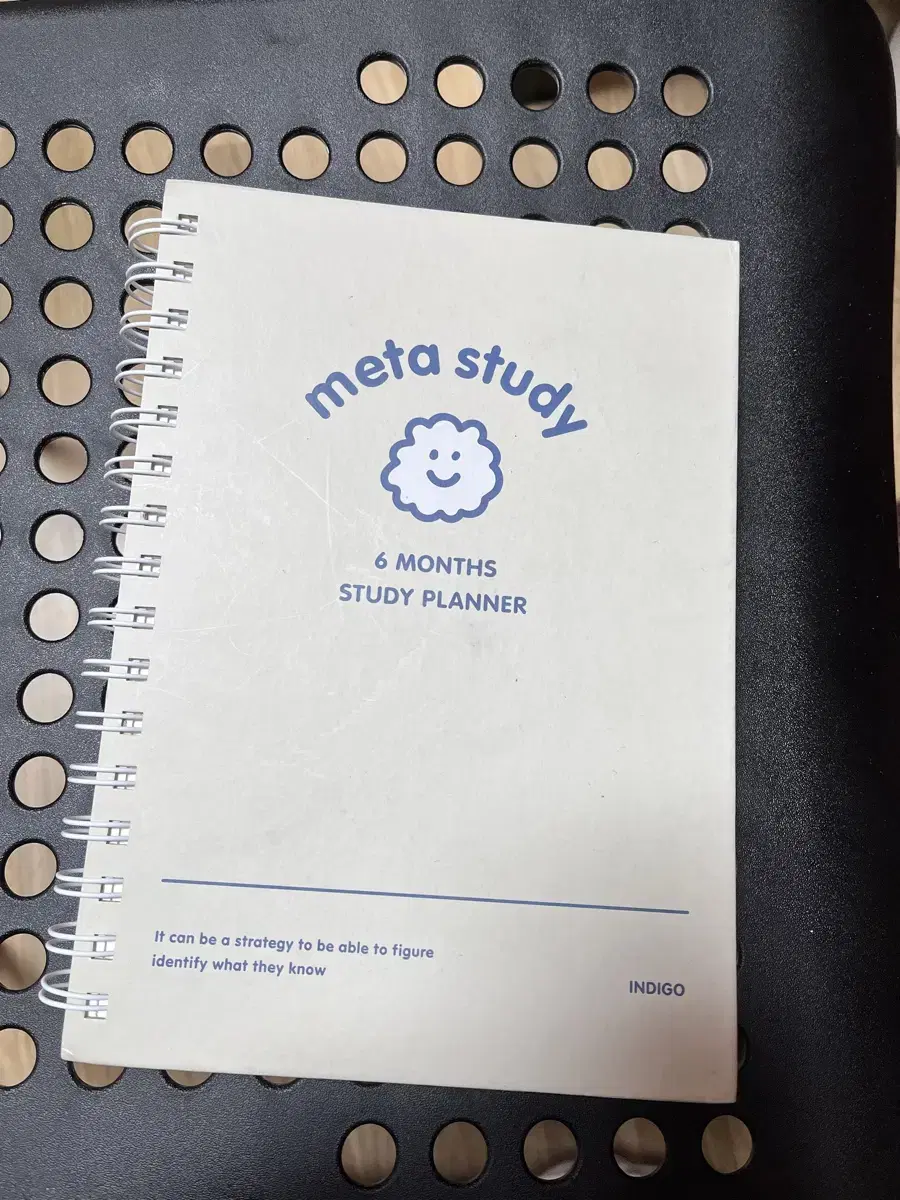 meta study
6 MONTHS
STUDY PLANNER
It can be a strategy to be able to figure
identify what they know
INDIGO